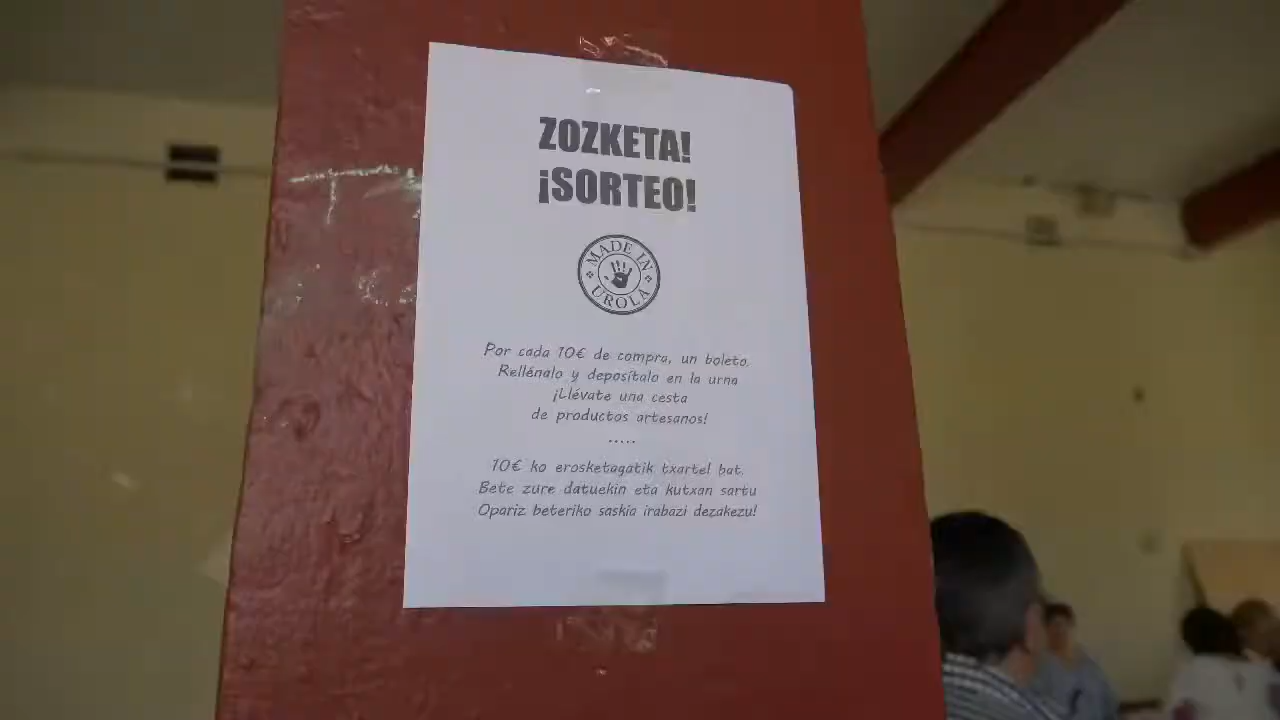 ZOZKETA!
¡SORTEO!
MADE IN
UROLA
Por cada 10€ de compra, un boleto.
Rellénalo y deposítalo en la urna
¡Llévate una cesta
de productos artesanos!
.....
10€ ko erosketagatik txartel bat.
Bete zure datuekin eta kutxan sartu
Opariz beteriko saskia irabazi dezakezu!